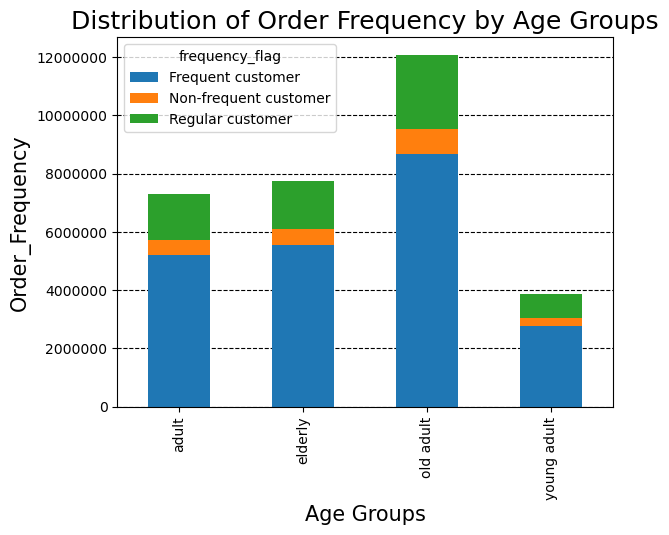 Distribution of Order Frequency by Age Groups
frequency_flag
Frequent customer
Non-frequent customer
Regular customer
Order_Frequency
12000000
10000000
8000000
6000000
4000000
2000000
0
adult
elderly
old adult
young adult
Age Groups